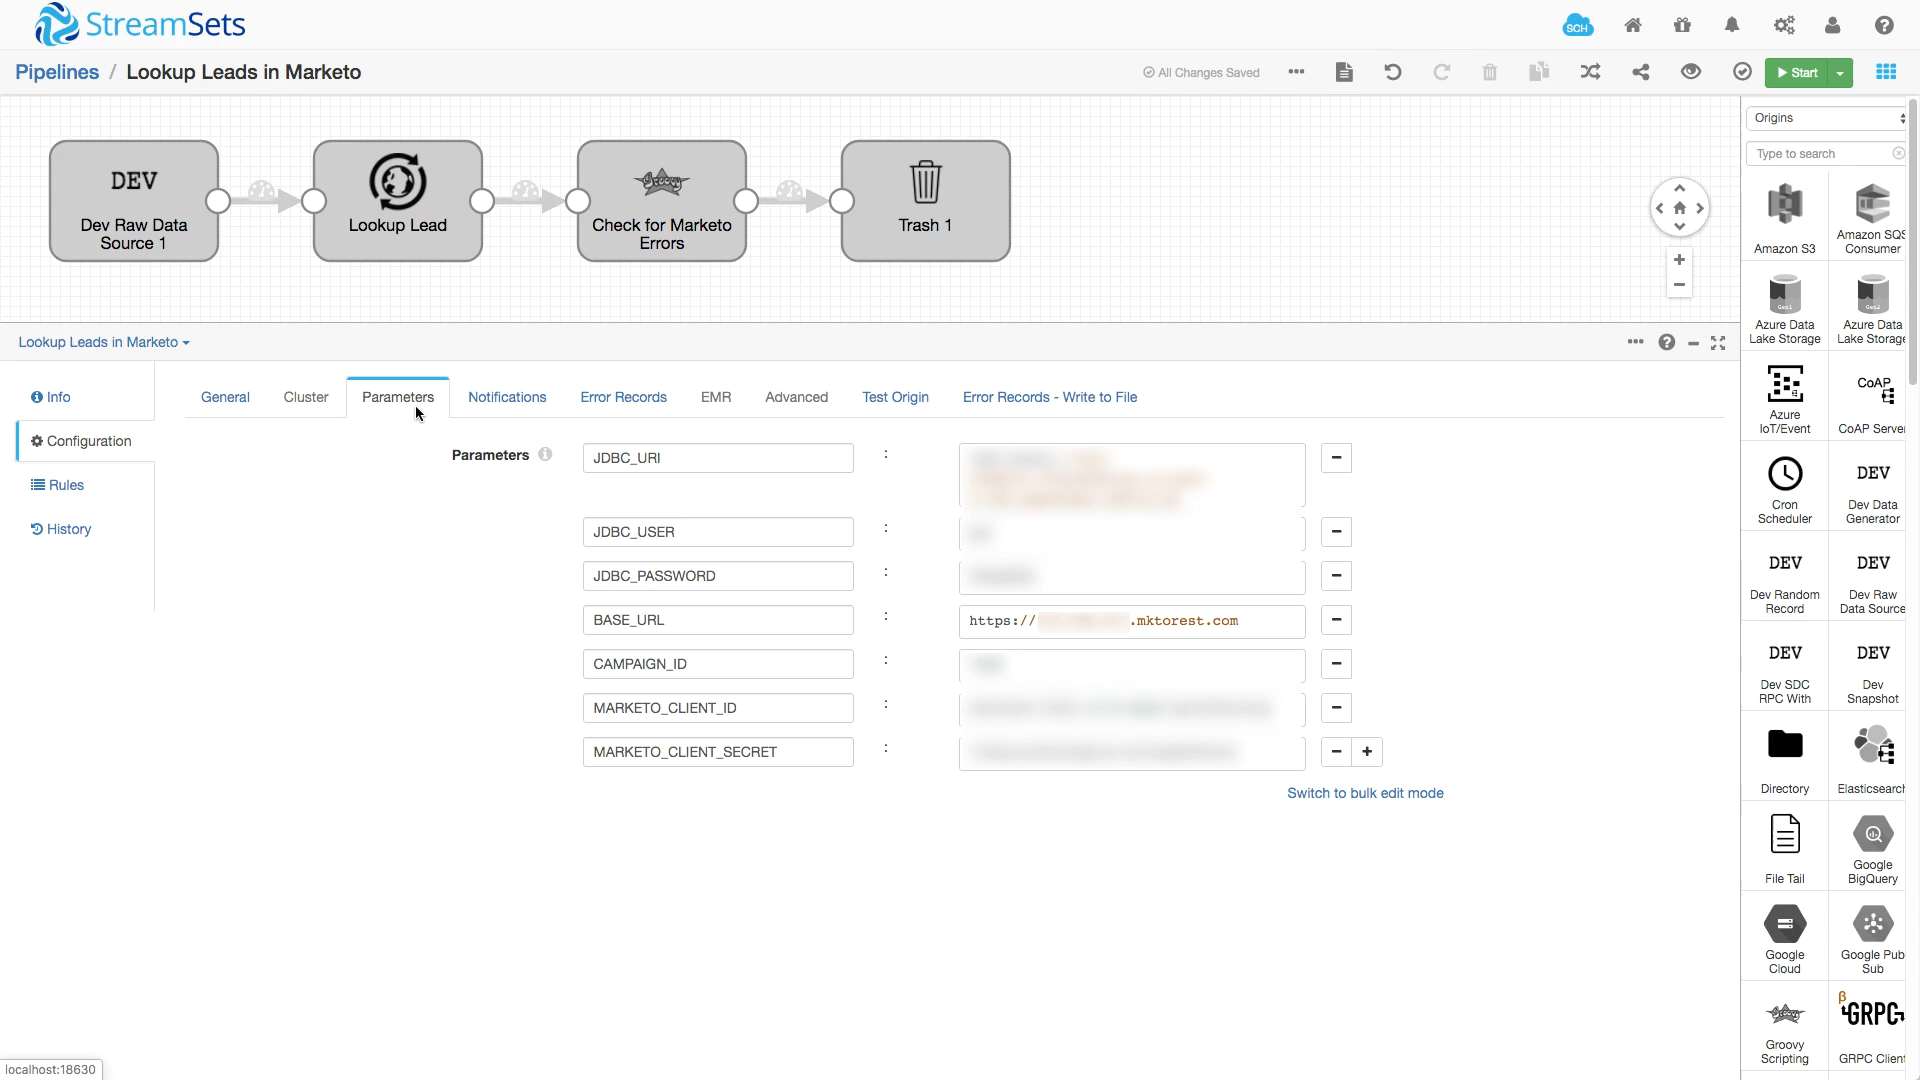 StreamSets
SCH
Pipelines / Lookup Leads in Marketo
All Changes Saved
Start
DEV
Dev Raw Data
Source 1
Lookup Lead
Groovy
Check for Marketo
Errors
Trash 1
Lookup Leads in Marketo
Info
Configuration
Rules
History
General
Cluster
Parameters
Notifications
Error Records
EMR
Advanced
Test Origin
Error Records - Write to File
Parameters
JDBC_URI
:
JDBC_USER
:
JDBC_PASSWORD
:
BASE_URL
:
https://
.mktorest.com
CAMPAIGN_ID
:
MARKETO_CLIENT_ID
:
MARKETO_CLIENT_SECRET
:
Switch to bulk edit mode
Origins
Type to search
Amazon S3
Amazon SQS
Consumer
Gen1
Azure Data
Lake Storage
Gen2
Azure Data
Lake Storage
Azure
IoT/Event
CoAP
CoAP Server
Cron
Scheduler
DEV
Dev Data
Generator
DEV
Dev Random
Record
DEV
Dev Raw
Data Source
DEV
Dev SDC
RPC With
DEV
Dev
Snapshot
Directory
Elasticsearch
File Tail
Google
BigQuery
Google
Cloud
Google Pub
Sub
Groovy
Groovy
Scripting
β
GRPC
GRPC Client
localhost:18630